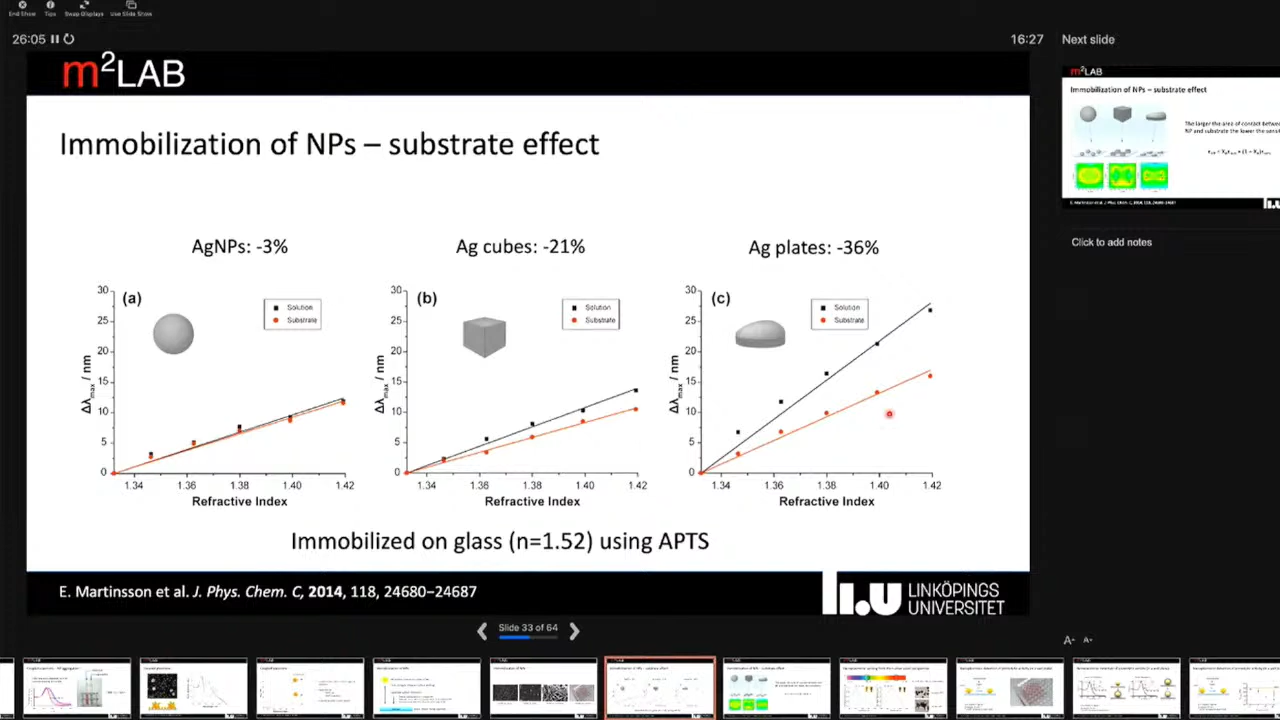 End Show
Tips
Swap Displays
Use Slide Show
26:05
16:27
Next slide
m²LAB
Immobilization of NPs – substrate effect
AgNPs: -3%
Ag cubes: -21%
Ag plates: -36%
30
25
20
15
10
5
0
Δλmax / nm
(a)
Solution
Substrate
1.34
1.36
1.38
1.40
1.42
Refractive Index
30
25
20
15
10
5
0
Δλmax / nm
(b)
Solution
Substrate
1.34
1.36
1.38
1.40
1.42
Refractive Index
30
25
20
15
10
5
0
Δλmax / nm
(c)
Solution
Substrate
1.34
1.36
1.38
1.40
1.42
Refractive Index
Immobilized on glass (n=1.52) using APTS
E. Martinsson et al. J. Phys. Chem. C, 2014, 118, 24680−24687
LINKÖPINGS
UNIVERSITET
m²LAB
Immobilization of NPs – substrate effect
The larger the area of contact between
NP and substrate the lower the
Click to add notes
Slide 33 of 64